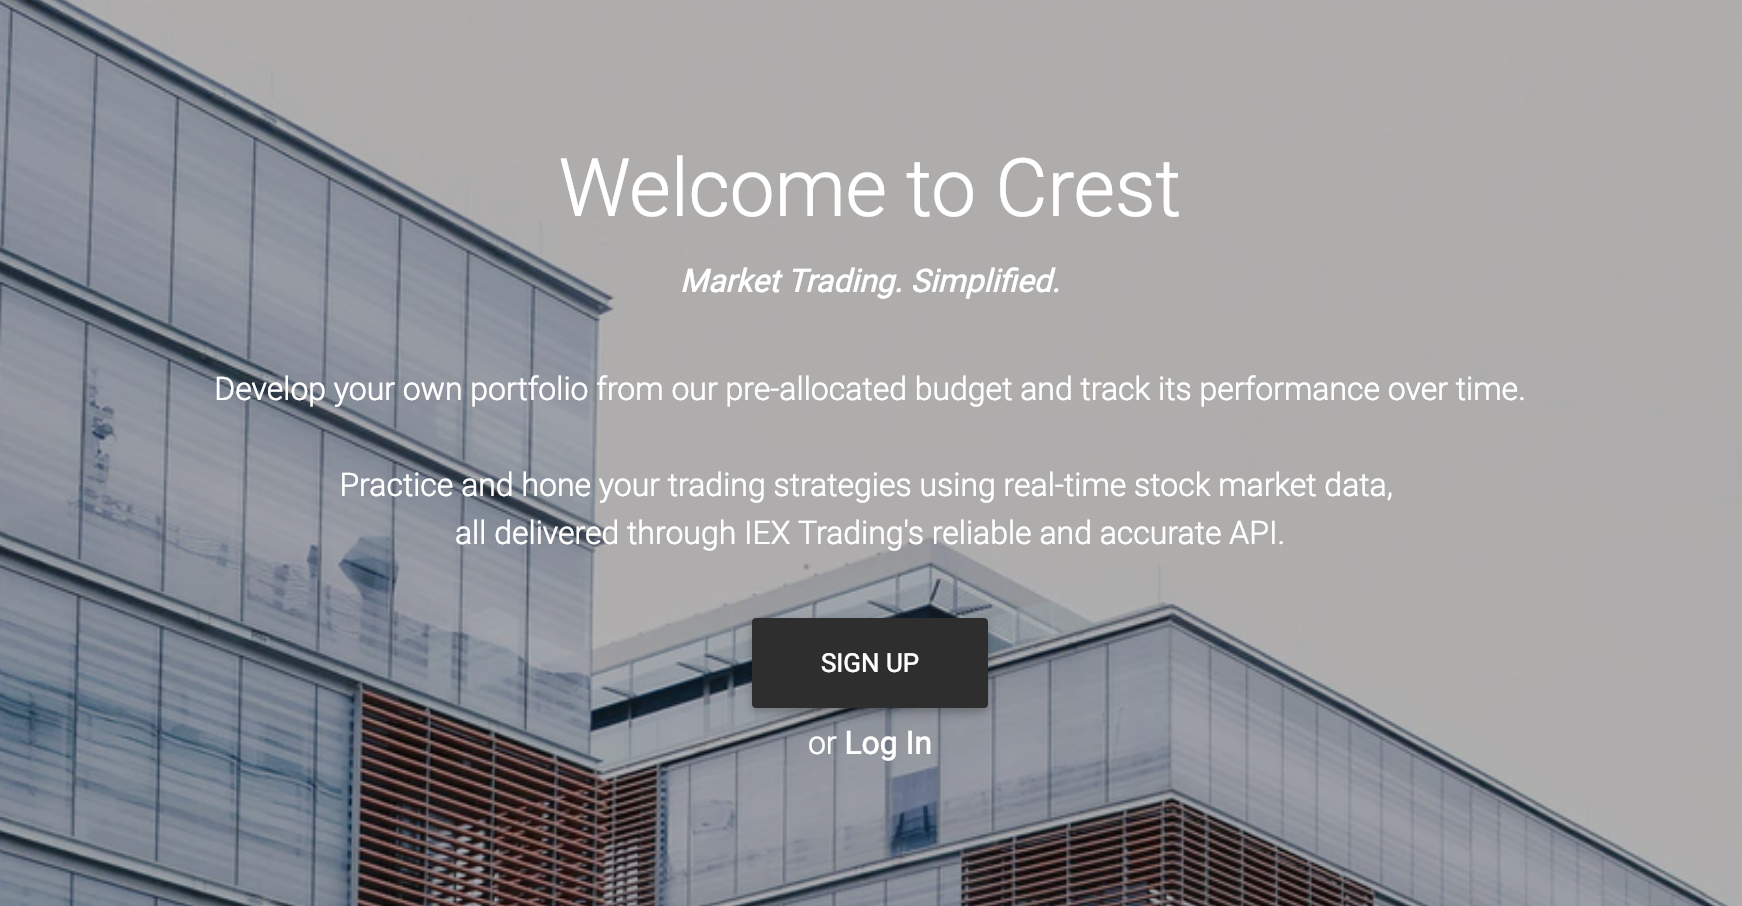 Welcome to Crest
Market Trading. Simplified.
Develop your own portfolio from our pre-allocated budget and track its performance over time.
Practice and hone your trading strategies using real-time stock market data,
all delivered through IEX Trading's reliable and accurate API.
SIGN UP
or Log In